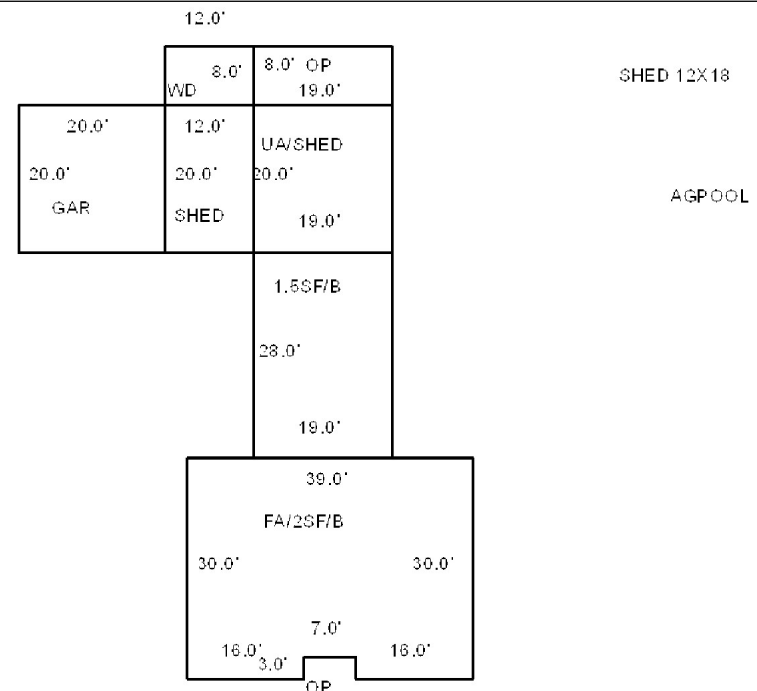 12.0'
8.0' 8.0' OP
SHED 12X18
WD 19.0'
20.0' 12.0'
UA/SHED
20.0' 20.0' 20.0'
AGPOOL
GAR SHED 19.0'
1.5SF/B
28.0'
19.0'
39.0'
FA/2SF/B
30.0' 30.0'
7.0'
16.0' 3.0' 16.0'
OP